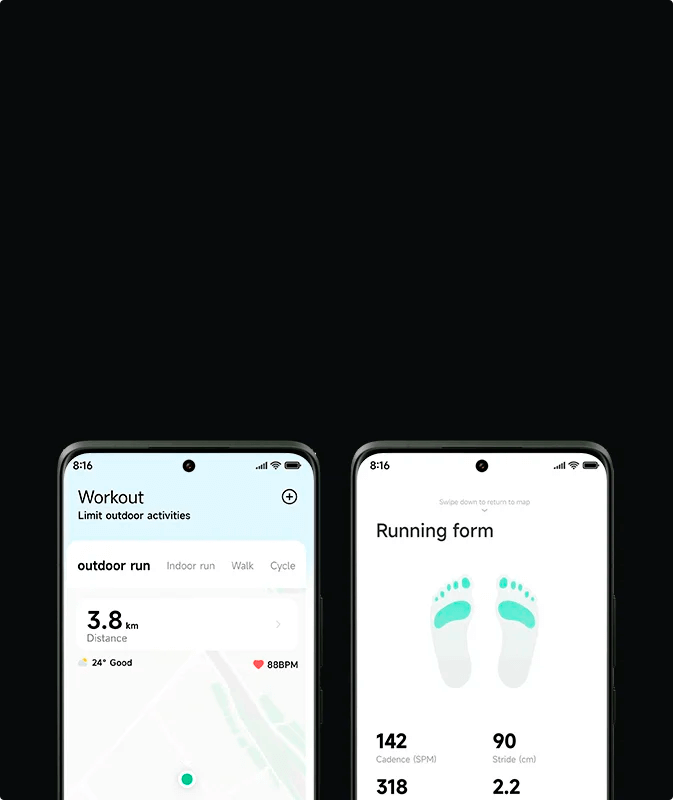 8:16
Workout
Limit outdoor activities
outdoor run Indoor run Walk Cycle
3.8 km
Distance
24° Good
88BPM
8:16
Swipe down to return to map
Running form
142 90
Cadence (SPM) Stride (cm)
318 2.2